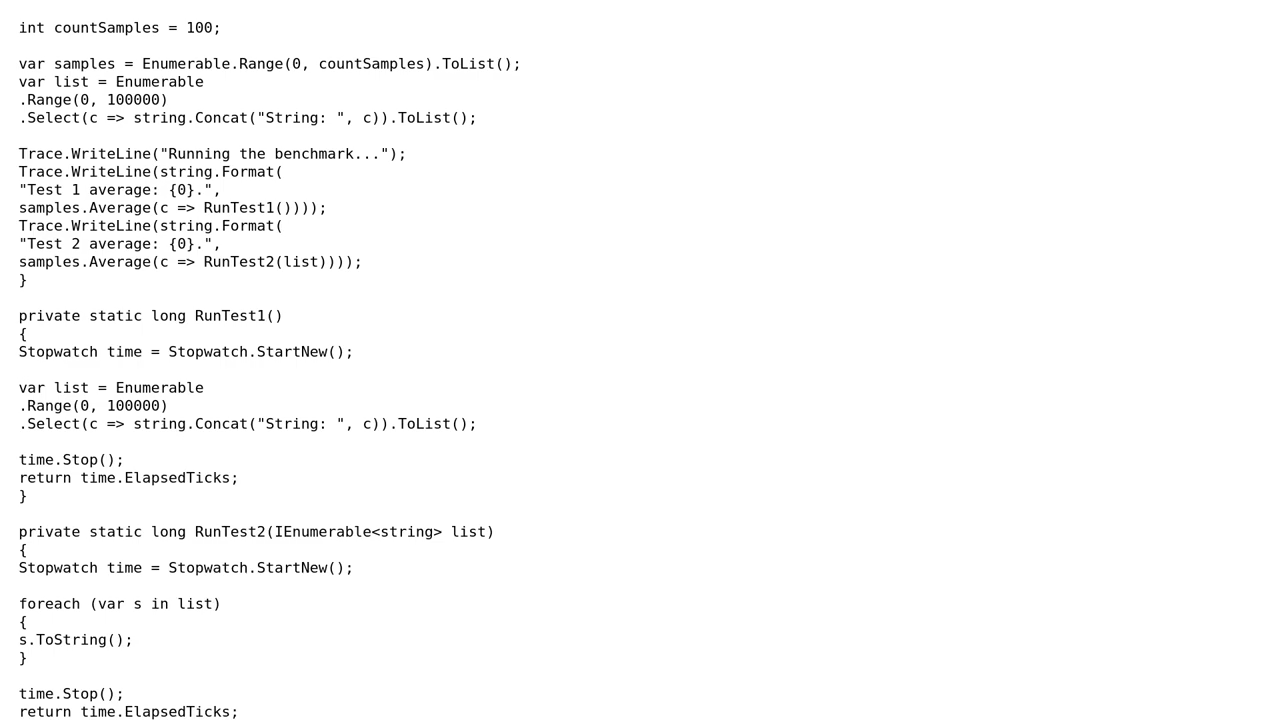 int countSamples = 100;

var samples = Enumerable.Range(0, countSamples).ToList();
var list = Enumerable
.Range(0, 100000)
.Select(c => string.Concat("String: ", c)).ToList();

Trace.WriteLine("Running the benchmark...");
Trace.WriteLine(string.Format(
"Test 1 average: {0}.",
samples.Average(c => RunTest1())));
Trace.WriteLine(string.Format(
"Test 2 average: {0}.",
samples.Average(c => RunTest2(list))));
}

private static long RunTest1()
{
Stopwatch time = Stopwatch.StartNew();

var list = Enumerable
.Range(0, 100000)
.Select(c => string.Concat("String: ", c)).ToList();

time.Stop();
return time.ElapsedTicks;
}

private static long RunTest2(IEnumerable<string> list)
{
Stopwatch time = Stopwatch.StartNew();

foreach (var s in list)
{
s.ToString();
}

time.Stop();
return time.ElapsedTicks;